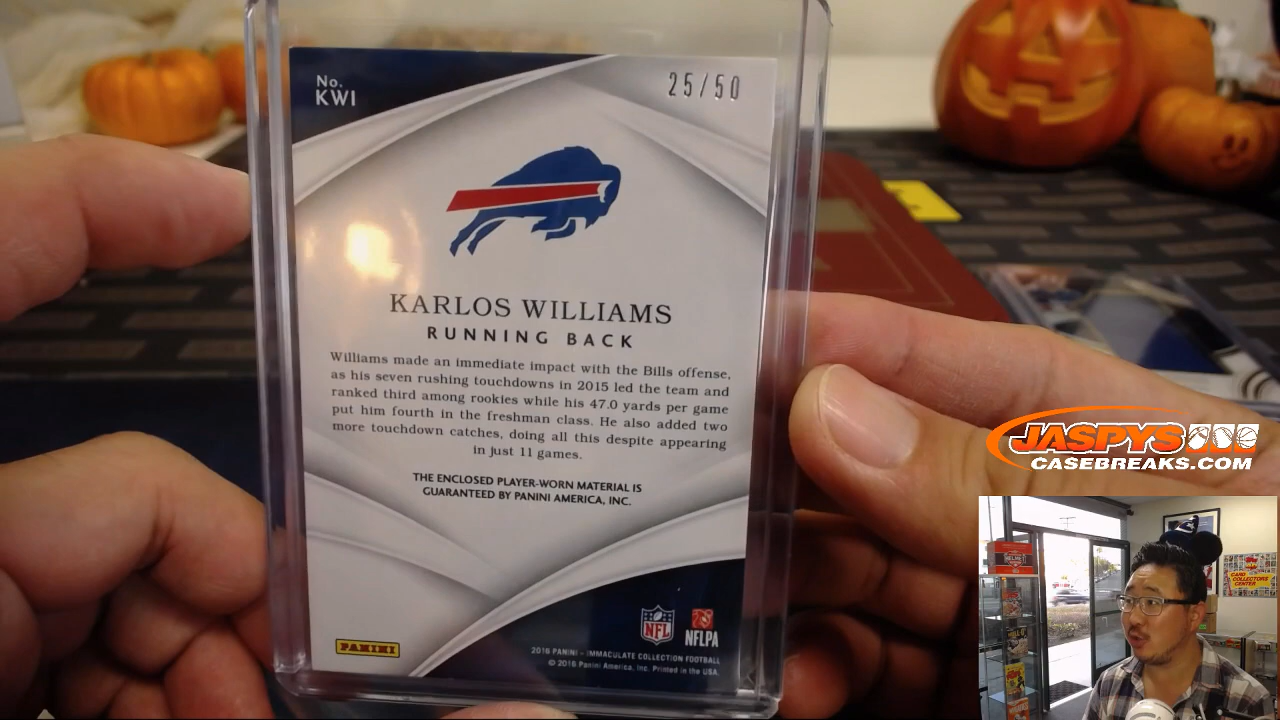 No.
KWI
25/50
KARLOS WILLIAMS
RUNNING BACK
Williams made an immediate impact with the Bills offense,
as his seven rushing touchdowns in 2015 led the team and
ranked third among rookies while his 47.0 yards per game
put him fourth in the freshman class. He also added two
more touchdown catches, doing all this despite appearing
in just 11 games.
THE ENCLOSED PLAYER-WORN MATERIAL IS
GUARANTEED BY PANINI AMERICA, INC.
PANINI
NFL
NFLPA
2016 PANINI – IMMACULATE COLLECTION FOOTBALL
© 2016 Panini America, Inc. Printed in the USA.
JASPYS
CASEBREAKS.COM
CARD
COLLECTORS
CENTER